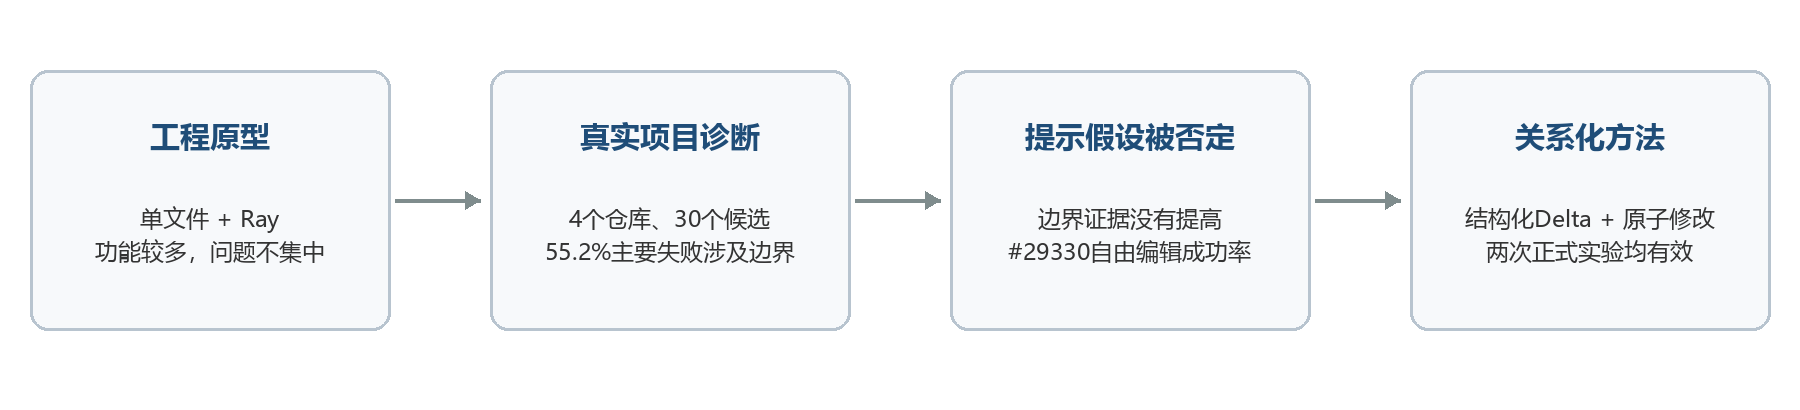 工程原型
单文件 + Ray
功能较多，问题不集中
真实项目诊断
4个仓库、30个候选
55.2%主要失败涉及边界
提示假设被否定
边界证据没有提高
#29330自由编辑成功率
关系化方法
结构化Delta + 原子修改
两次正式实验均有效